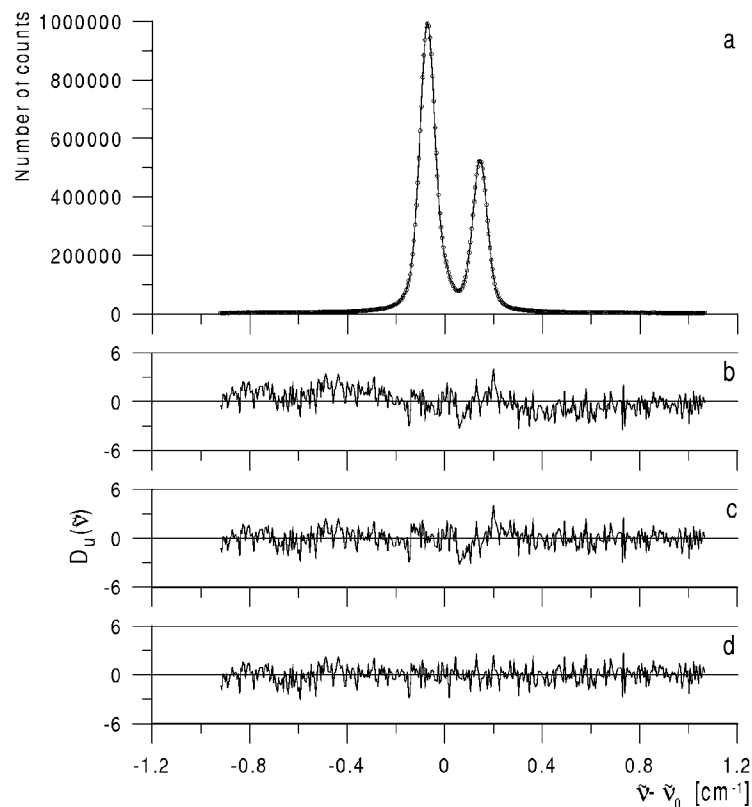 1000000
a
800000
600000
400000
200000
0
Number of counts
6
b
0
-6
6
c
0
-6
D_u(ν̃)
6
d
0
-6
-1.2 -0.8 -0.4 0 0.4 0.8 1.2
ν̃- ν̃₀ [cm⁻¹]